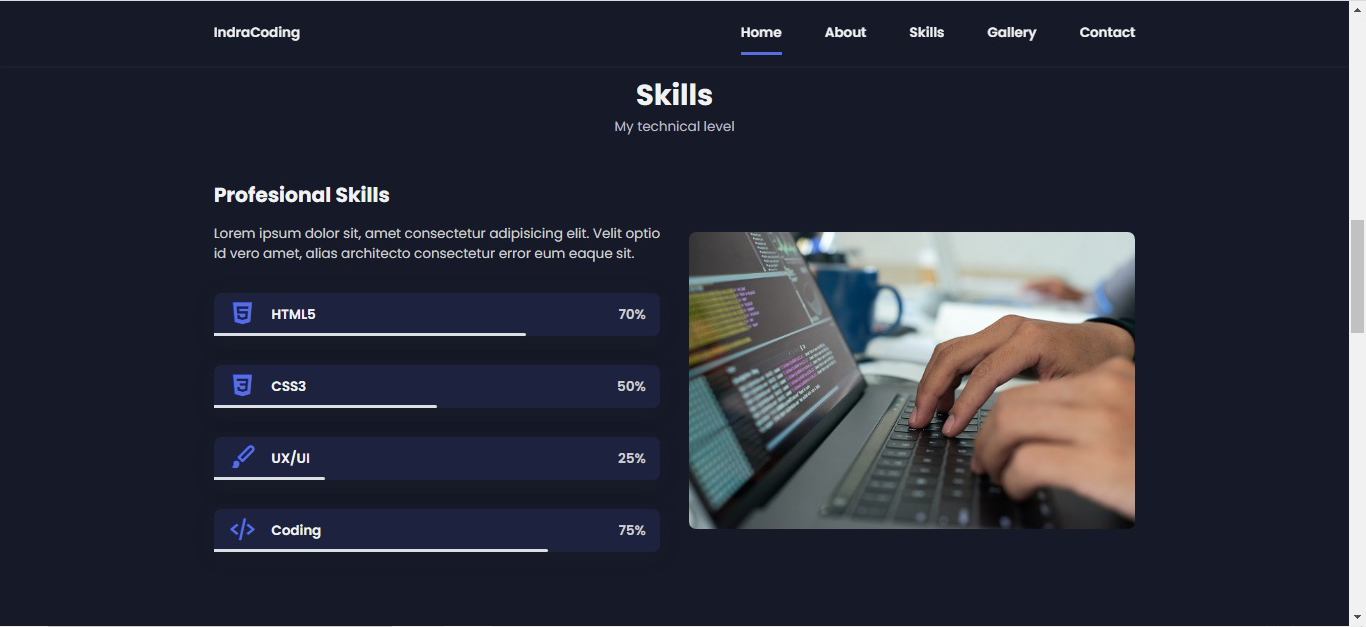 IndraCoding
Home
About
Skills
Gallery
Contact
Skills
My technical level
Profesional Skills
Lorem ipsum dolor sit, amet consectetur adipisicing elit. Velit optio
id vero amet, alias architecto consectetur error eum eaque sit.
HTML5 70%
CSS3 50%
UX/UI 25%
Coding 75%